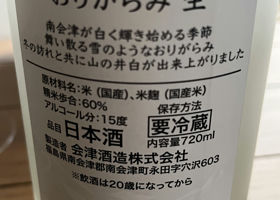 おりがらみ 生
南会津が白く輝き始める季節
舞い散る雪のようなおりがらみ
冬の訪れと共に山の井白が出来上がりました
原材料名：米（国産）、米麹（国産米）
精米歩合：60%
アルコール分：15度
保存方法
要冷蔵
品目 日本酒
内容量720ml
製造者 会津酒造株式会社
福島県南会津郡南会津町永田字穴沢603
※飲酒は20歳になってから